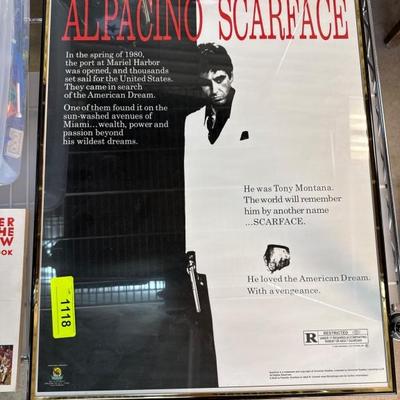 AL PACINO SCARFACE
In the spring of 1980,
the port at Mariel Harbor
was opened, and thousands
set sail for the United States.
They came in search
of the American Dream.
One of them found it on the
sun-washed avenues of
Miami...wealth, power and
passion beyond
his wildest dreams.
He was Tony Montana.
The world will remember
him by another name
...SCARFACE.
He loved the American Dream.
With a vengeance.
1118
R RESTRICTED